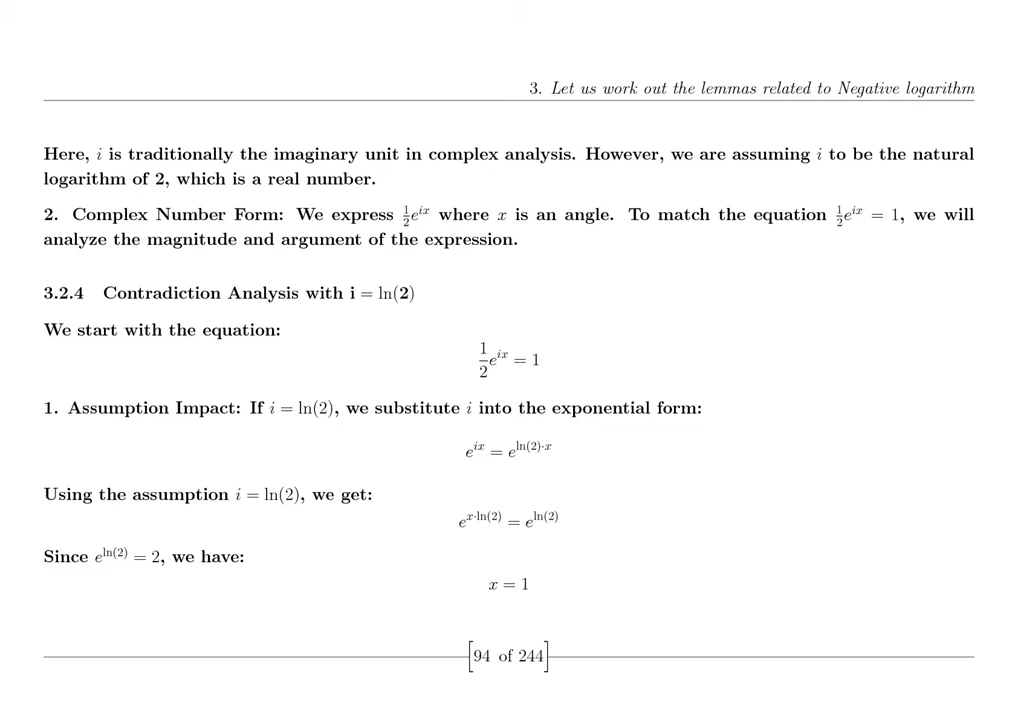 3. Let us work out the lemmas related to Negative logarithm
Here, i is traditionally the imaginary unit in complex analysis. However, we are assuming i to be the natural
logarithm of 2, which is a real number.
2. Complex Number Form: We express \frac{1}{2}e^{ix} where x is an angle. To match the equation \frac{1}{2}e^{ix} = 1, we will
analyze the magnitude and argument of the expression.
3.2.4 Contradiction Analysis with i = ln(2)
We start with the equation:
\frac{1}{2}e^{ix} = 1
1. Assumption Impact: If i = ln(2), we substitute i into the exponential form:
e^{ix} = e^{ln(2)·x}
Using the assumption i = ln(2), we get:
e^{x·ln(2)} = e^{ln(2)}
Since e^{ln(2)} = 2, we have:
x = 1
[94 of 244]